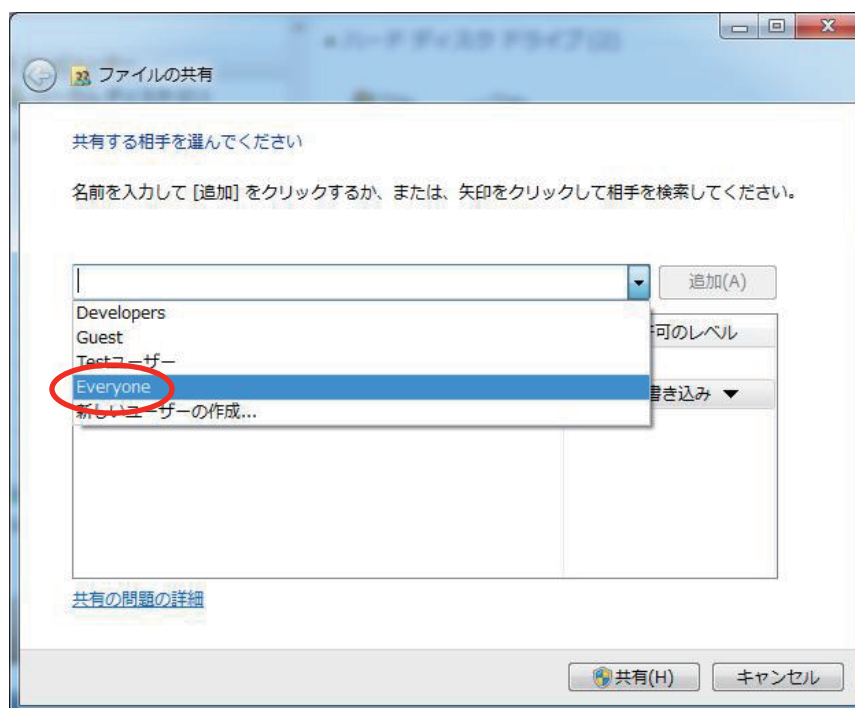 ファイルの共有
共有する相手を選んでください
名前を入力して [追加] をクリックするか、または、矢印をクリックして相手を検索してください。
追加(A)
Developers
Guest
Testユーザー
Everyone
新しいユーザーの作成...
可のレベル
書き込み
共有の問題の詳細
共有(H)
キャンセル